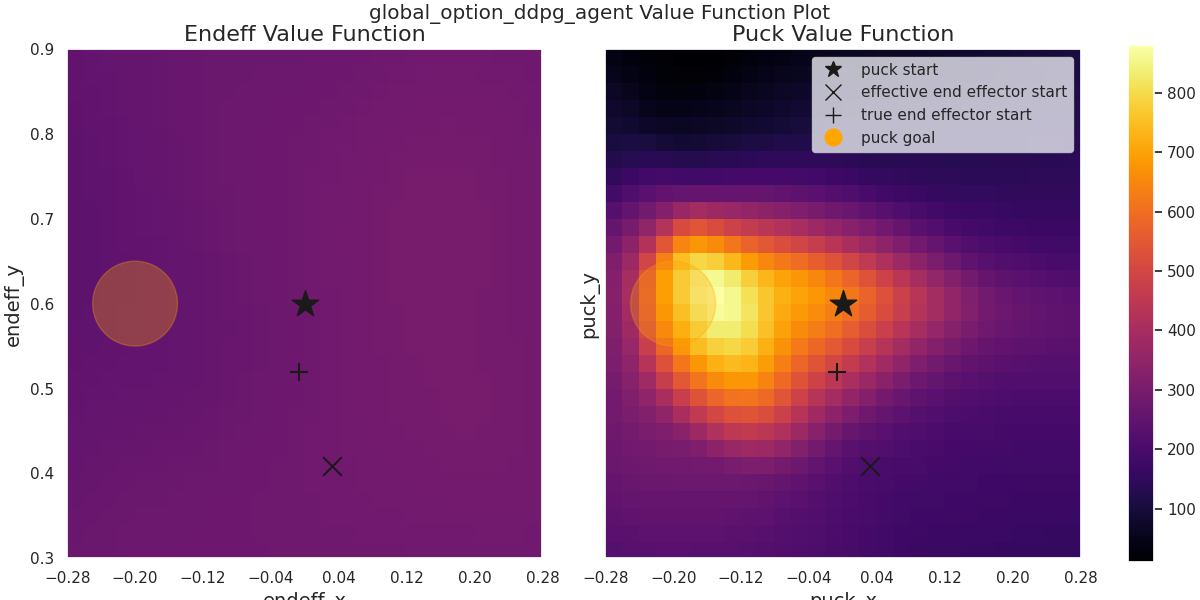 global_option_ddpg_agent Value Function Plot
Endeff Value Function
Puck Value Function
0.9
0.8
0.7
0.6
0.5
0.4
0.3
endeff_y
−0.28 −0.20 −0.12 −0.04 0.04 0.12 0.20 0.28
endeff_x
puck start
effective end effector start
true end effector start
puck goal
puck_y
−0.28 −0.20 −0.12 −0.04 0.04 0.12 0.20 0.28
puck_x
800
700
600
500
400
300
200
100